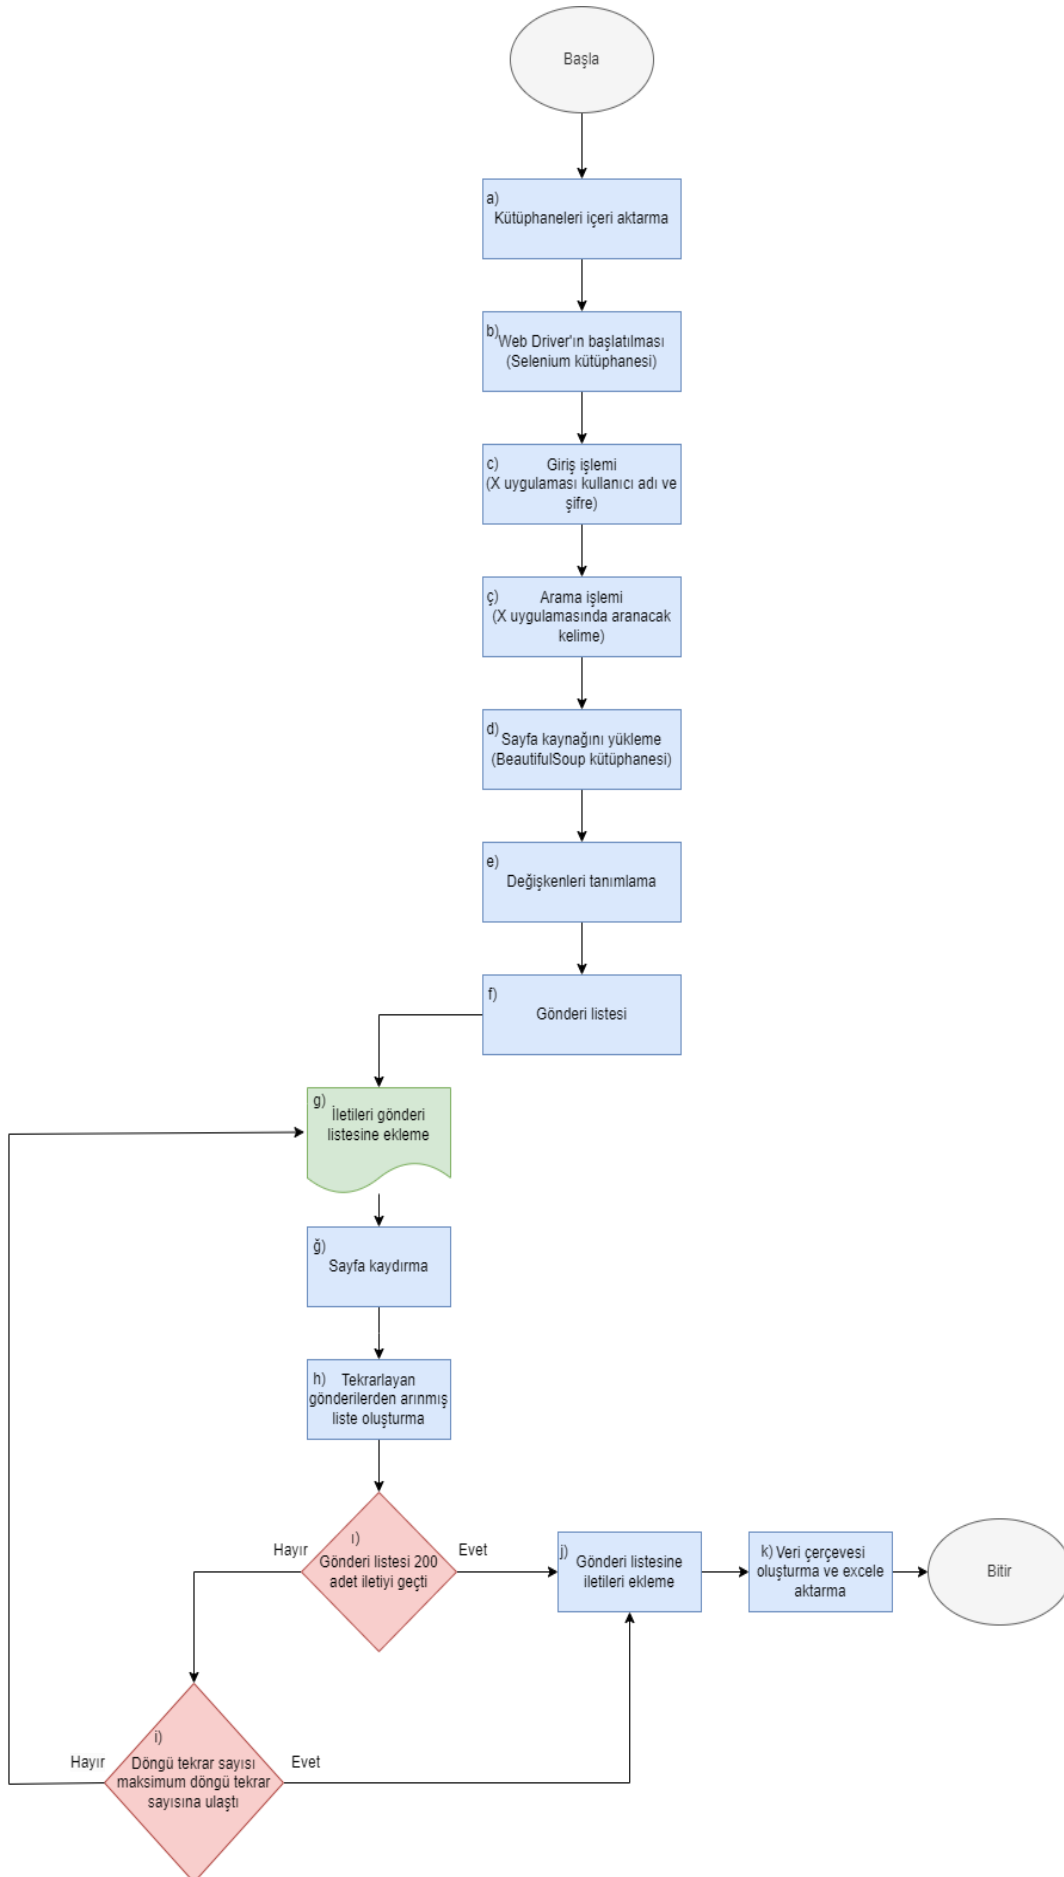 Başla
a)
Kütüphaneleri içeri aktarma
b)
Web Driver'ın başlatılması
(Selenium kütüphanesi)
c)
Giriş işlemi
(X uygulaması kullanıcı adı ve
şifre)
ç)
Arama işlemi
(X uygulamasında aranacak
kelime)
d)
Sayfa kaynağını yükleme
(BeautifulSoup kütüphanesi)
e)
Değişkenleri tanımlama
f)
Gönderi listesi
g)
İletileri gönderi
listesine ekleme
ğ)
Sayfa kaydırma
h)
Tekrarlayan
gönderilerden arınmış
liste oluşturma
ı)
Gönderi listesi 200
adet iletiyi geçti
Hayır
Evet
j)
Gönderi listesine
iletileri ekleme
k) Veri çerçevesi
oluşturma ve excele
aktarma
Bitir
i)
Döngü tekrar sayısı
maksimum döngü tekrar
sayısına ulaştı
Hayır
Evet